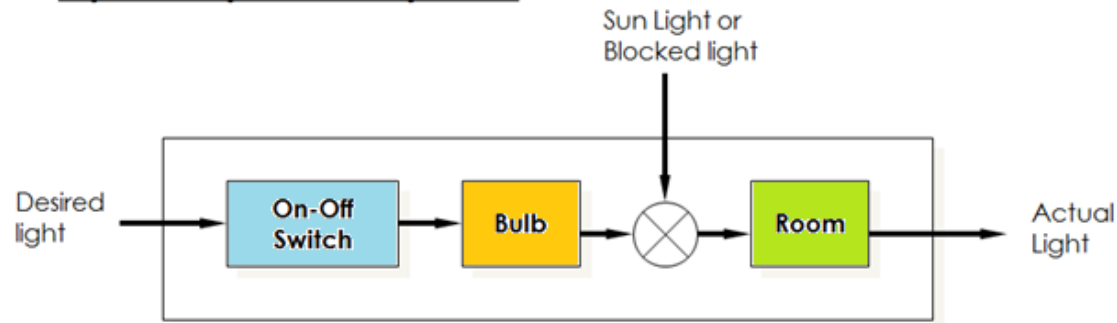 Sun Light or
Blocked light
Desired
light
On-Off
Switch
Bulb
Room
Actual
Light